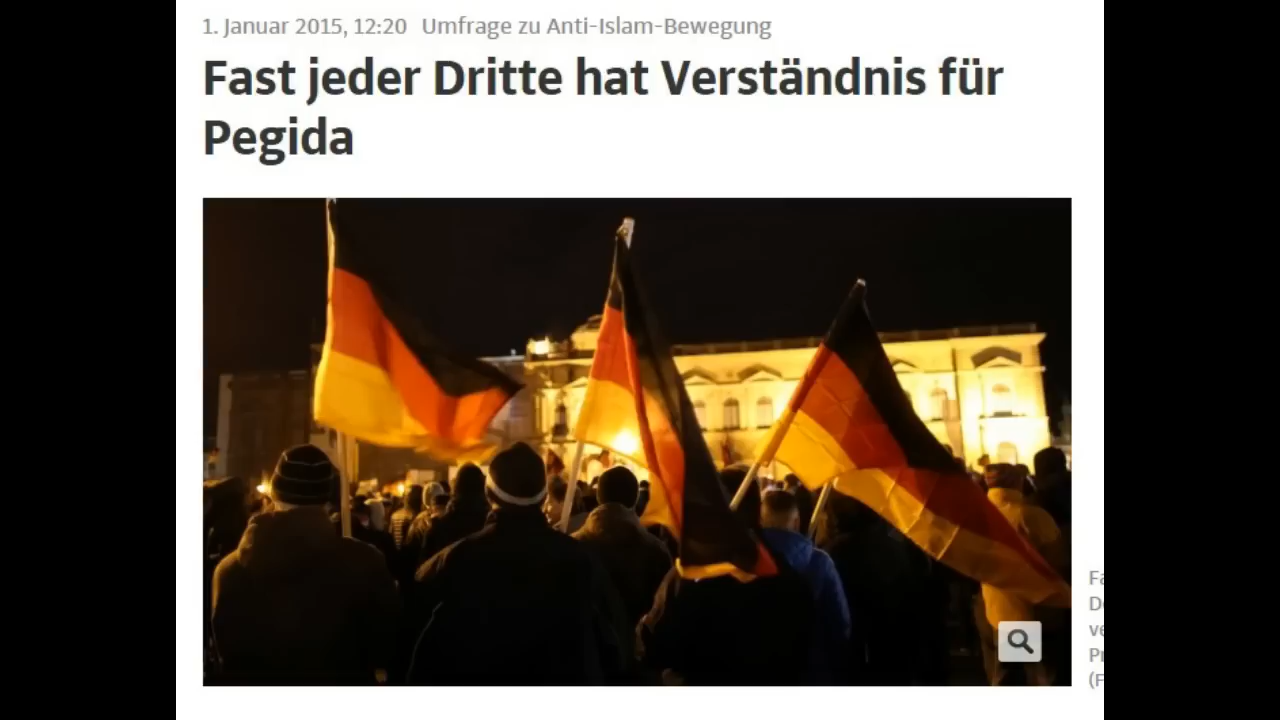 1. Januar 2015, 12:20 Umfrage zu Anti-Islam-Bewegung
Fast jeder Dritte hat Verständnis für
Pegida